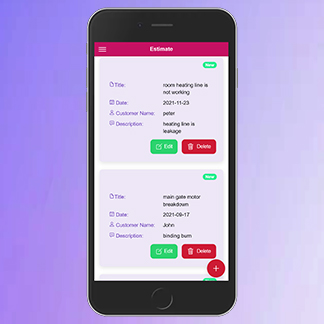 Estimate
New
Title: room heating line is
not working
Date: 2021-11-23
Customer Name: peter
Description: heating line is
leakage
Edit Delete
New
Title: main gate motor
breakdown
Date: 2021-09-17
Customer Name: John
Description: binding burn
Edit Delete
+